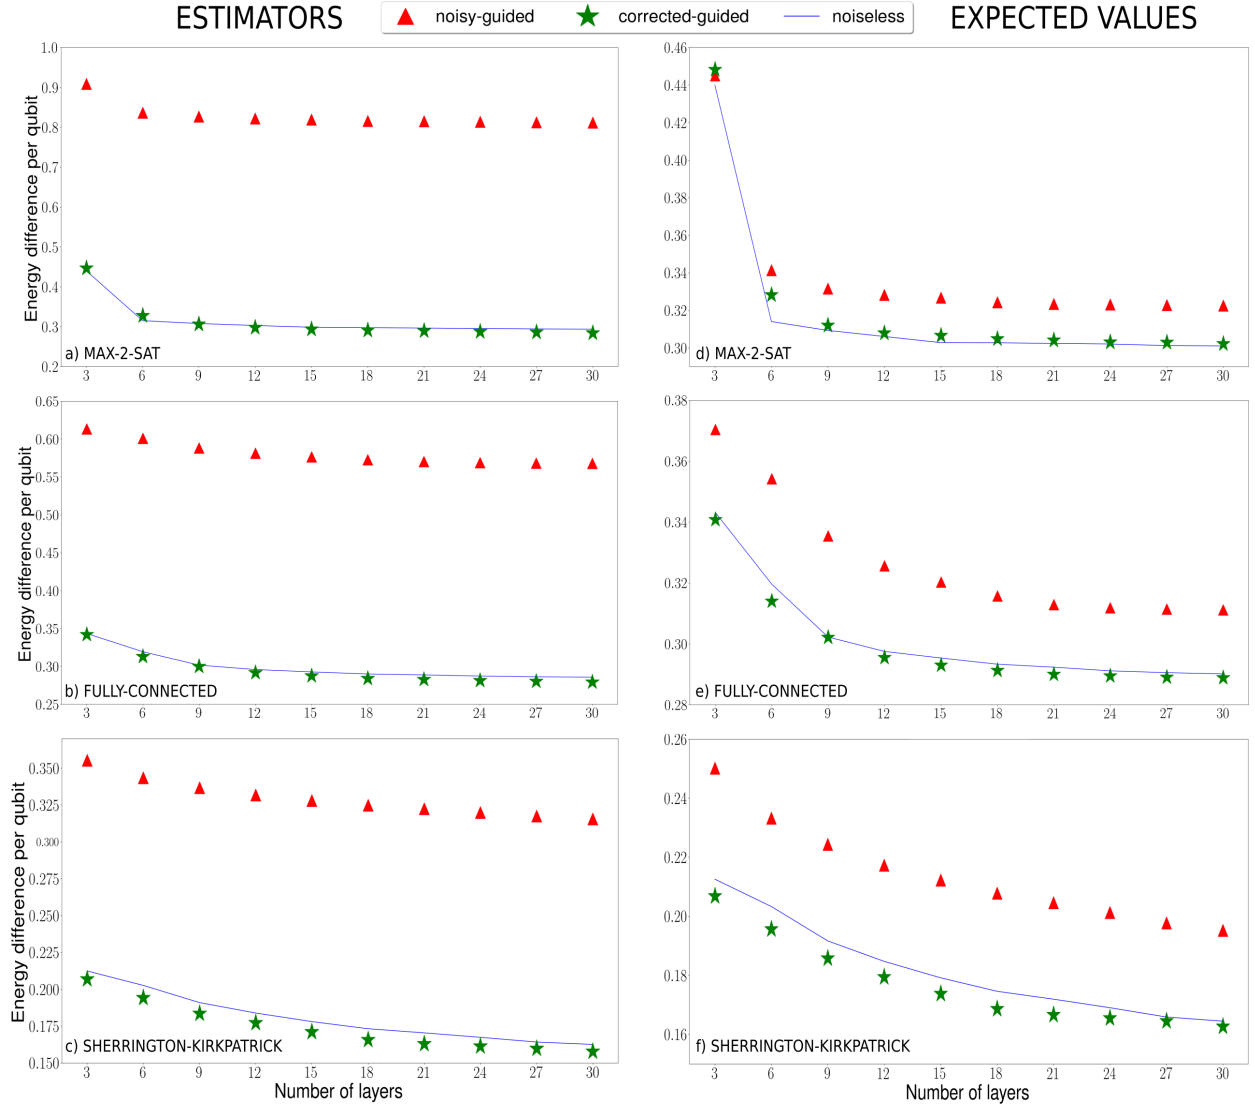 ESTIMATORS
noisy-guided corrected-guided noiseless
EXPECTED VALUES
Energy difference per qubit
1.0
0.9
0.8
0.7
0.6
0.5
0.4
0.3
0.2
a) MAX-2-SAT
3 6 9 12 15 18 21 24 27 30
0.46
0.44
0.42
0.40
0.38
0.36
0.34
0.32
0.30
d) MAX-2-SAT
3 6 9 12 15 18 21 24 27 30
Energy difference per qubit
0.65
0.60
0.55
0.50
0.45
0.40
0.35
0.30
0.25
b) FULLY-CONNECTED
3 6 9 12 15 18 21 24 27 30
0.38
0.36
0.34
0.32
0.30
0.28
e) FULLY-CONNECTED
3 6 9 12 15 18 21 24 27 30
Energy difference per qubit
0.350
0.325
0.300
0.275
0.250
0.225
0.200
0.175
0.150
c) SHERRINGTON-KIRKPATRICK
3 6 9 12 15 18 21 24 27 30
Number of layers
0.26
0.24
0.22
0.20
0.18
0.16
f) SHERRINGTON-KIRKPATRICK
3 6 9 12 15 18 21 24 27 30
Number of layers